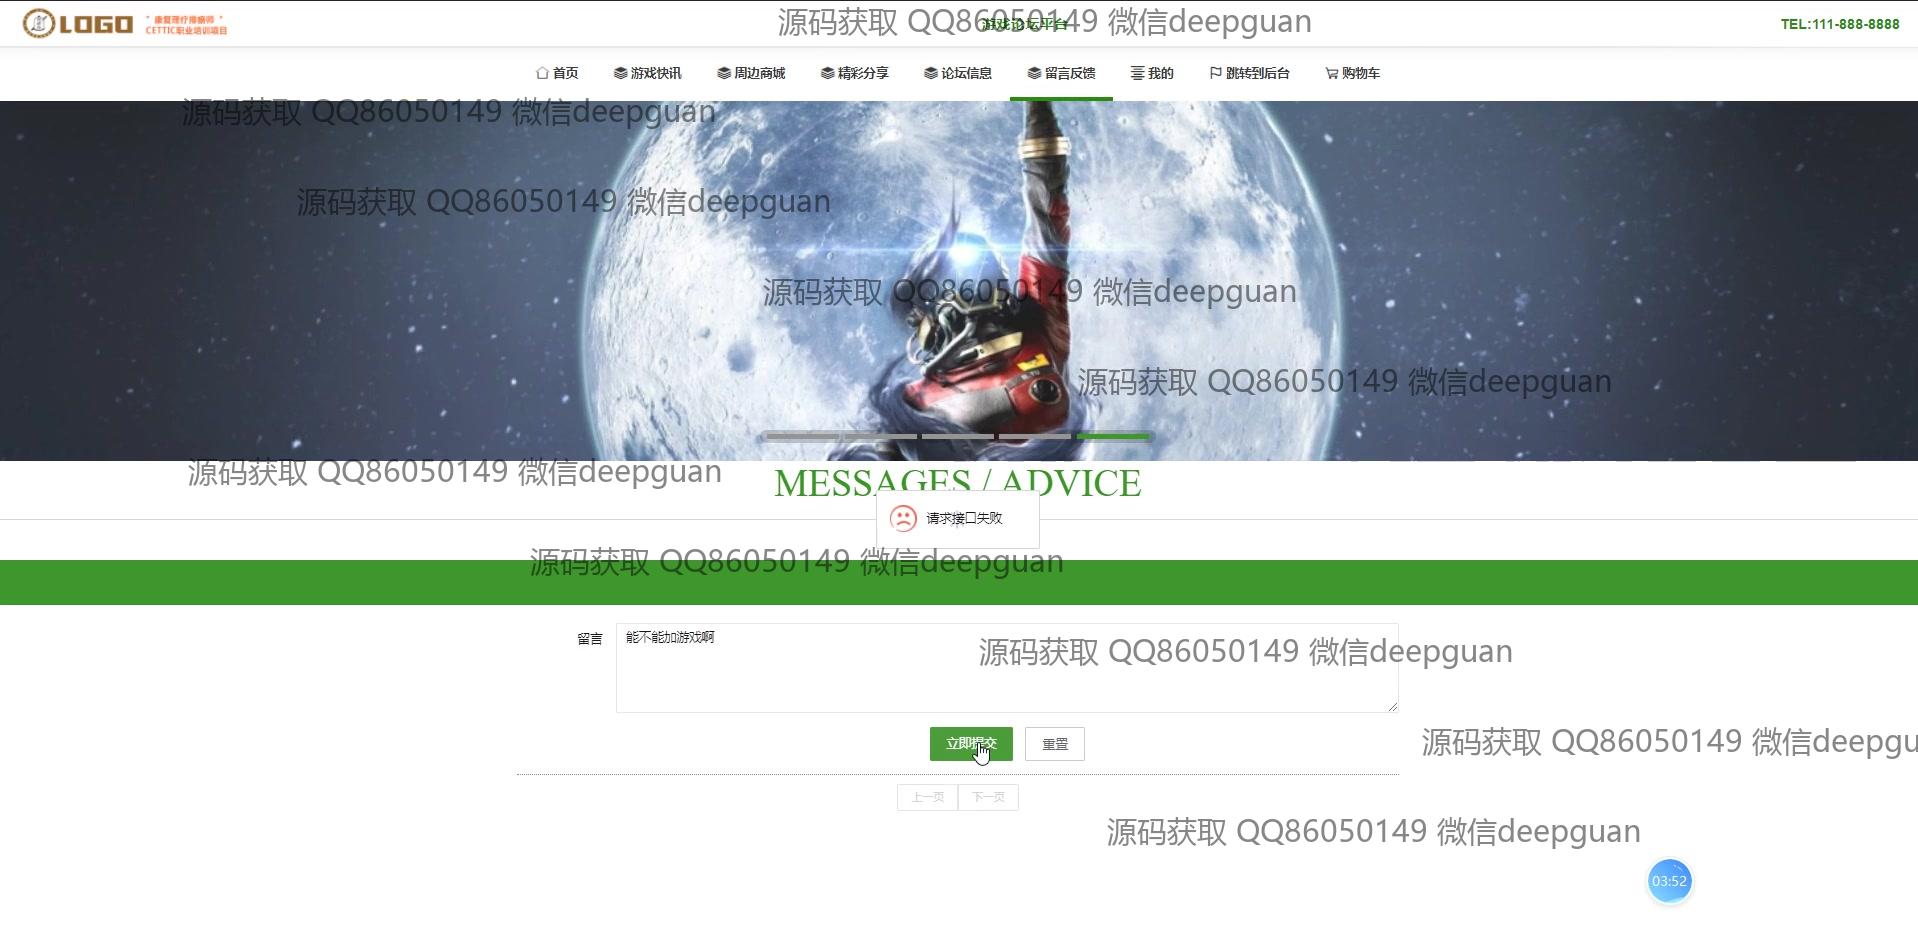 LOGO
康复理疗排痛师
CETTIC职业培训项目
源码获取 QQ86050149 微信deepguan
游戏论坛平台
TEL:111-888-8888
首页 游戏快讯 周边商城 精彩分享 论坛信息 留言反馈 我的 跳转到后台 购物车
源码获取 QQ86050149 微信deepguan
源码获取 QQ86050149 微信deepguan
源码获取 QQ86050149 微信deepguan
源码获取 QQ86050149 微信deepguan
源码获取 QQ86050149 微信deepguan
MESSAGES / ADVICE
请求接口失败
源码获取 QQ86050149 微信deepguan
留言
能不能加游戏啊
源码获取 QQ86050149 微信deepguan
立即提交 重置
源码获取 QQ86050149 微信deepgu
上一页 下一页
源码获取 QQ86050149 微信deepguan
03:52